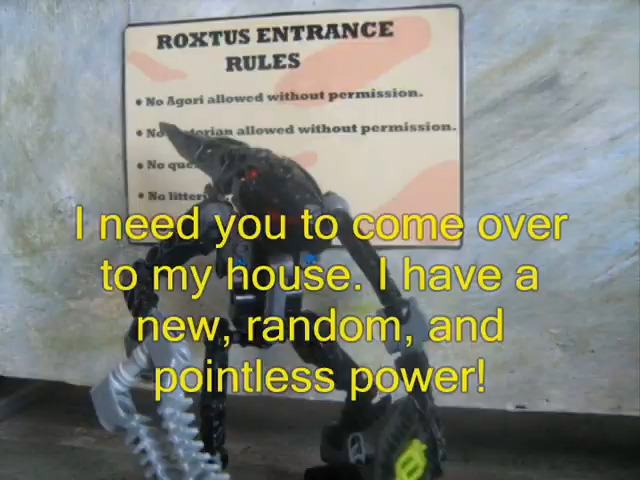 ROXTUS ENTRANCE
RULES
• No Agori allowed without permission.
• No allowed without permission.
• No
• No
I need you to come over
to my house. I have a
new, random, and
pointless power!